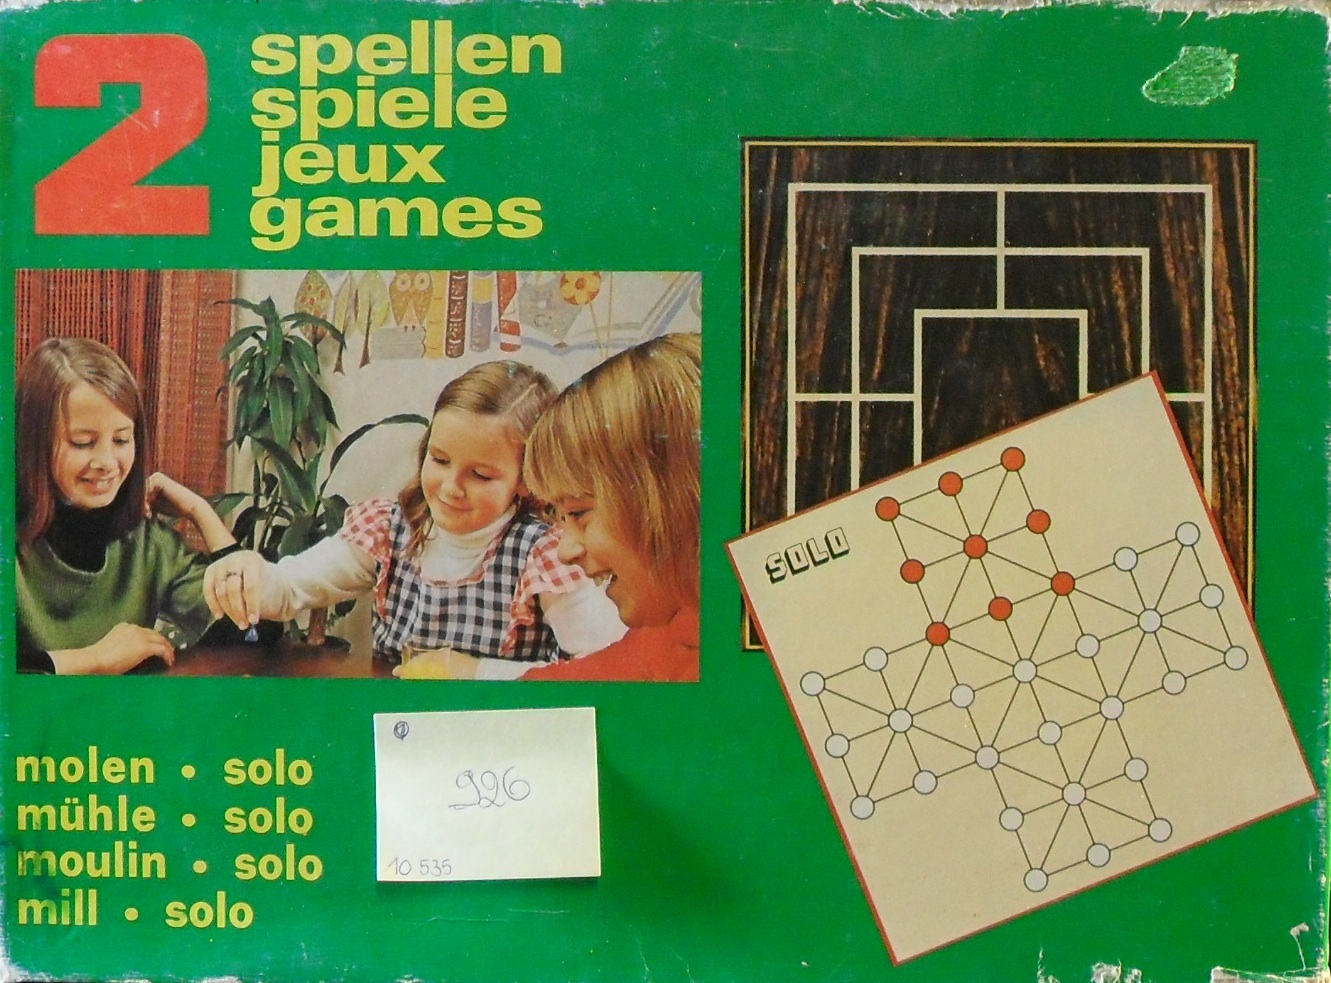 2
spellen
spiele
jeux
games
SOLO
molen • solo
mühle • solo
moulin • solo
mill • solo
926
10 535